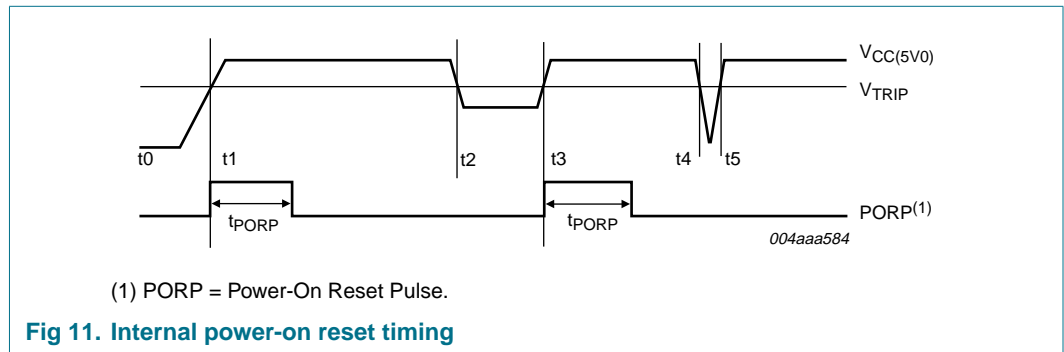 VCC(5V0)
VTRIP
t0 t1 t2 t3 t4 t5
tPORP tPORP PORP(1)
004aaa584
(1) PORP = Power-On Reset Pulse.
Fig 11. Internal power-on reset timing